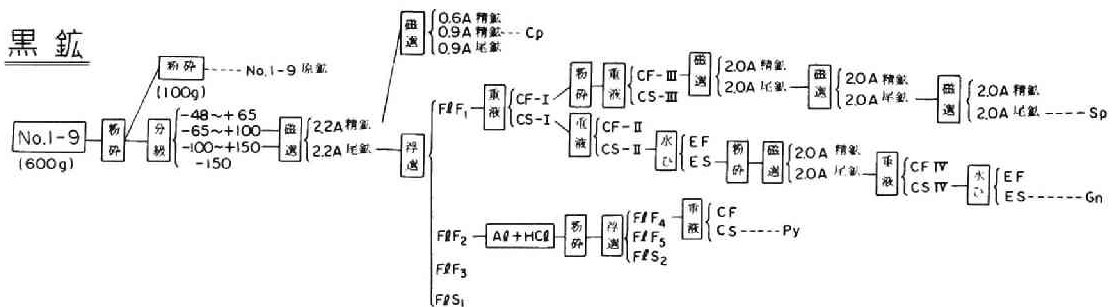 黒鉱
No.1-9
(600g)
粉砕
粉砕
(100g)
No.1-9 原鉱
分級
-48~+65
-65~+100
-100~+150
-150
磁選
2.2A 精鉱
2.2A 尾鉱
磁選
0.6A 精鉱
0.9A 精鉱
0.9A 尾鉱
Cp
浮選
FℓF1
重液
CF-I
CS-I
粉砕
重液
CF-III
CS-III
磁選
2.0A 精鉱
2.0A 尾鉱
磁選
2.0A 精鉱
2.0A 尾鉱
磁選
2.0A 精鉱
2.0A 尾鉱
Sp
重液
CF-II
CS-II
水ひ
EF
ES
粉砕
磁選
2.0A 精鉱
2.0A 尾鉱
重液
CF IV
CS IV
水ひ
EF
ES
Gn
FℓF2
Aℓ+HCℓ
粉砕
浮選
FℓF4
FℓF5
FℓS2
重液
CF
CS
Py
FℓF3
FℓS1